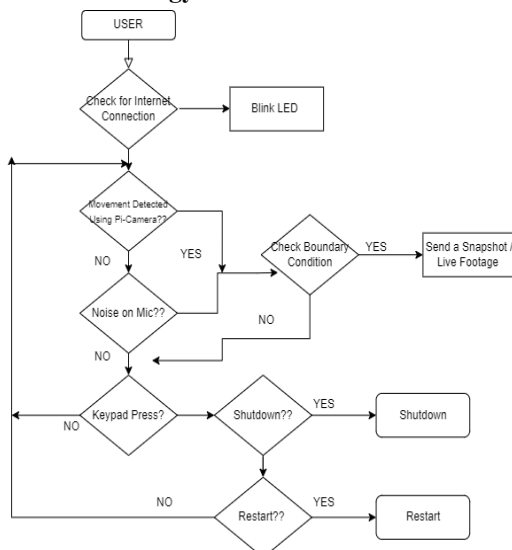 USER
Check for Internet
Connection
Blink LED
Movement Detected
Using Pi-Camera??
YES
Check Boundary
Condition
YES
Send a Snapshot /
Live Footage
NO
Noise on Mic??
NO
NO
Keypad Press?
NO
Shutdown??
YES
Shutdown
NO
Restart??
YES
Restart